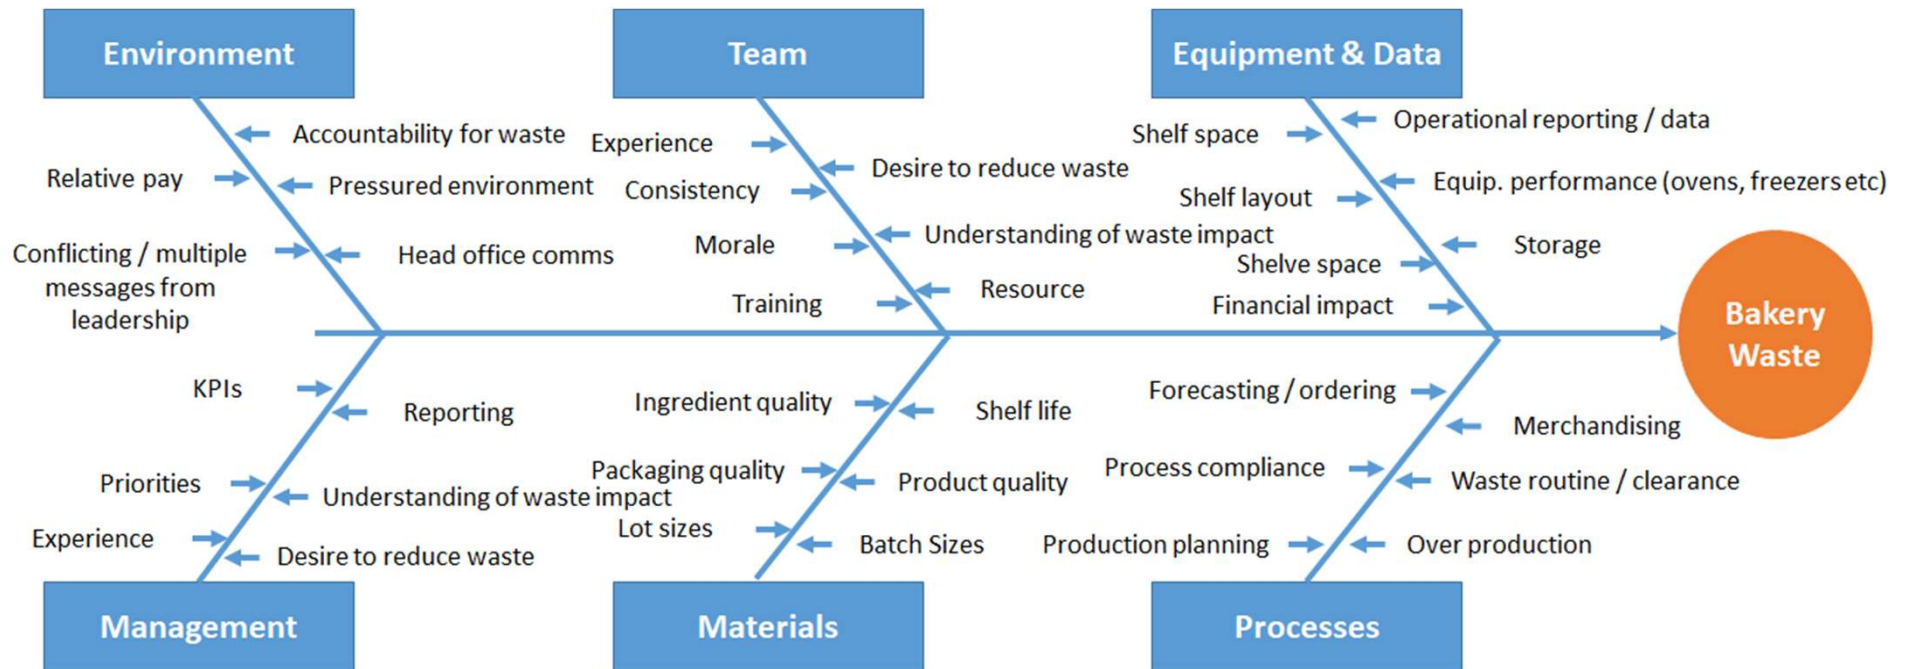 Environment
Team
Equipment & Data
Accountability for waste
Relative pay
Pressured environment
Conflicting / multiple
messages from
leadership
Head office comms
Experience
Desire to reduce waste
Consistency
Understanding of waste impact
Morale
Resource
Training
Operational reporting / data
Shelf space
Equip. performance (ovens, freezers etc)
Shelf layout
Storage
Shelve space
Financial impact
Bakery
Waste
KPIs
Reporting
Priorities
Understanding of waste impact
Experience
Desire to reduce waste
Ingredient quality
Shelf life
Packaging quality
Product quality
Lot sizes
Batch Sizes
Forecasting / ordering
Merchandising
Process compliance
Waste routine / clearance
Production planning
Over production
Management
Materials
Processes